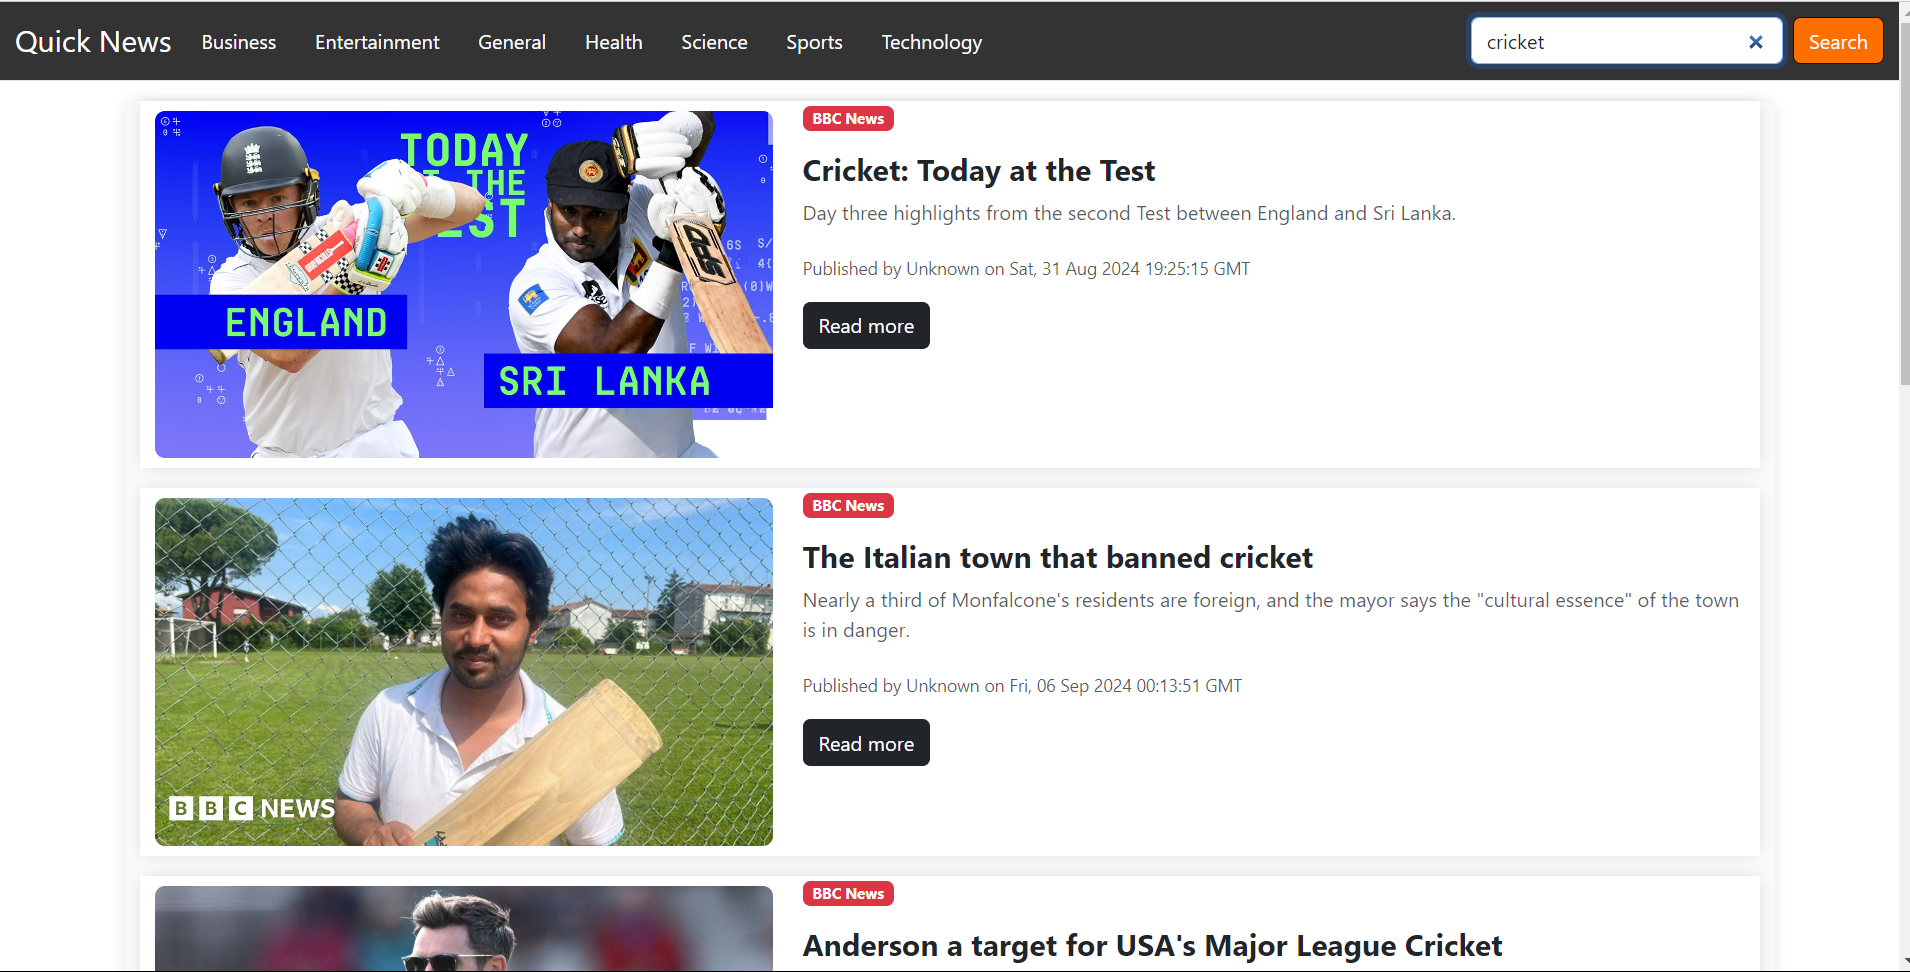 Quick News Business Entertainment General Health Science Sports Technology cricket Search
TODAY
THE
ENGLAND
SRI LANKA
BBC News
Cricket: Today at the Test
Day three highlights from the second Test between England and Sri Lanka.
Published by Unknown on Sat, 31 Aug 2024 19:25:15 GMT
Read more
BBC NEWS
BBC News
The Italian town that banned cricket
Nearly a third of Monfalcone's residents are foreign, and the mayor says the "cultural essence" of the town
is in danger.
Published by Unknown on Fri, 06 Sep 2024 00:13:51 GMT
Read more
BBC News
Anderson a target for USA's Major League Cricket